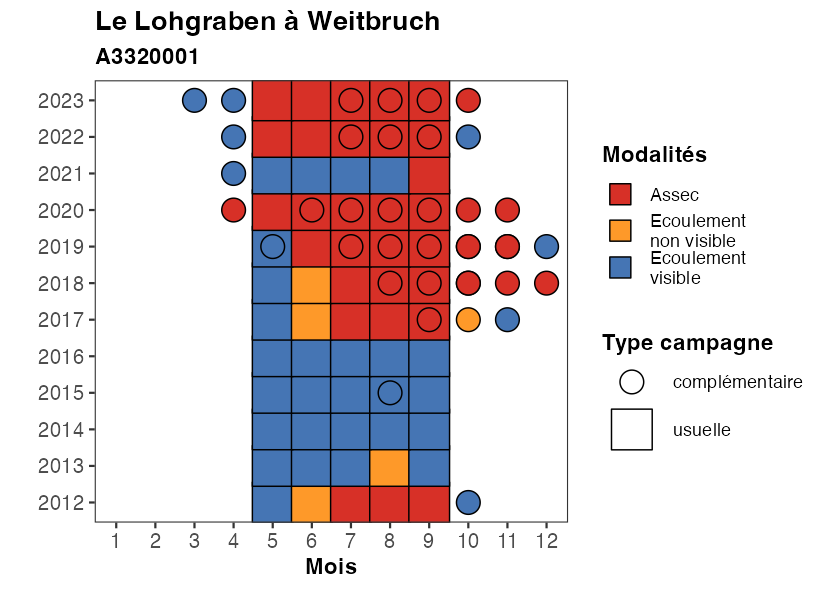 Le Lohgraben à Weitbruch
A3320001
2023
2022
2021
2020
2019
2018
2017
2016
2015
2014
2013
2012
1 2 3 4 5 6 7 8 9 10 11 12
Mois
Modalités
Assec
Ecoulement
non visible
Ecoulement
visible
Type campagne
complémentaire
usuelle